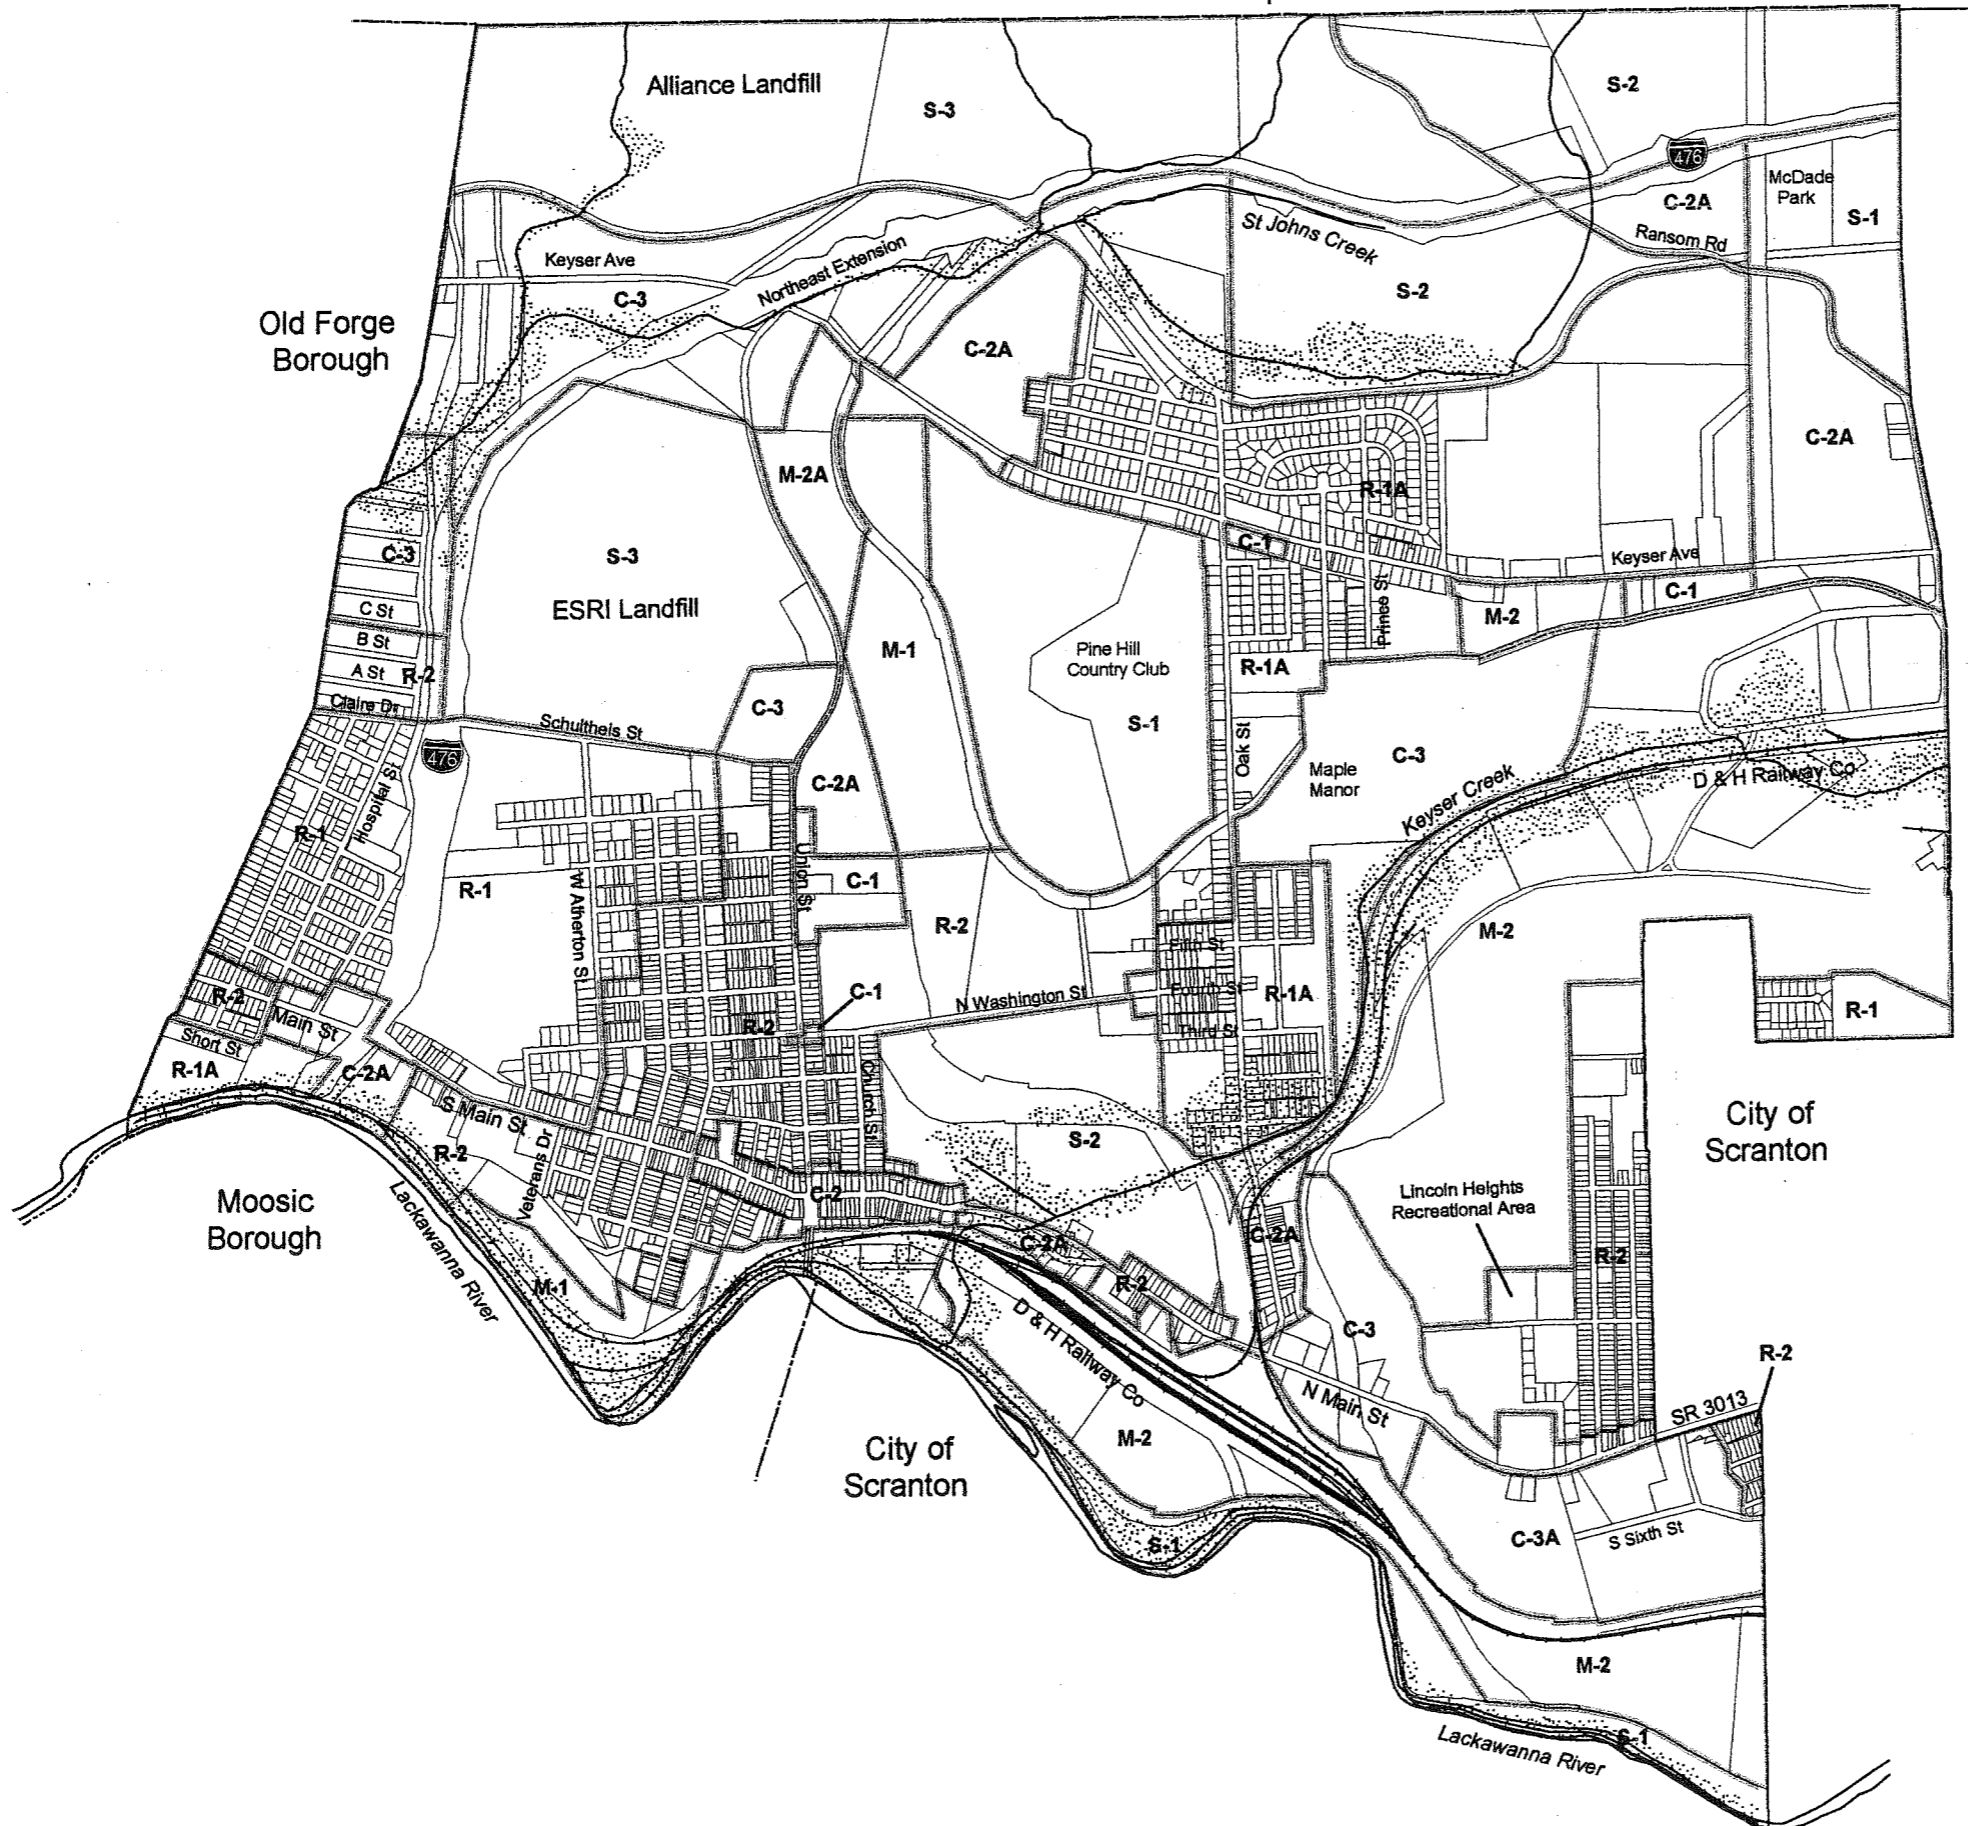 Alliance Landfill
S-3
S-2
476
McDade
Park
C-2A
S-1
St Johns Creek
Ransom Rd
Keyser Ave
Northeast Extension
C-3
S-2
Old Forge
Borough
C-2A
C-2A
M-2A
R-1A
C-3
S-3
C-1
Keyser Ave
C-1
ESRI Landfill
C St
M-2
Prince St
B St
M-1
Pine Hill
Country Club
A St
R-2
R-1A
Claire Dr
C-3
Schultheis St
S-1
Oak St
476
C-3
Maple
Manor
D & H Railway Co
C-2A
Keyser Creek
Hospital St
R-1
Union St
C-1
R-1
W Atherton St
R-2
M-2
Fifth St
R-2
C-1
N Washington St
Fourth St
R-1A
R-1
Main St
R-2
Third St
Short St
R-1A
C-2A
Church St
S Main St
City of
Scranton
S-2
R-2
Veterans Dr
Moosic
Borough
Lackawanna River
C-2
Lincoln Heights
Recreational Area
C-2A
C-2A
R-2
M-1
R-2
D & H Railway Co
C-3
R-2
N Main St
SR 3013
City of
Scranton
M-2
C-3A
S Sixth St
S-1
M-2
S-1
Lackawanna River